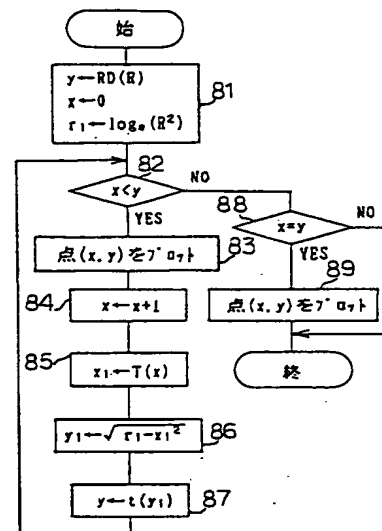 始
y←RD(R)
x←0
r₁←logₑ(R²)
81
82
x<y
NO
YES
88
x=y
NO
YES
点(x,y)をプロット
83
84
x←x+1
89
点(x,y)をプロット
85
x₁←T(x)
終
y₁←√r₁-x₁²
86
y←t(y₁)
87